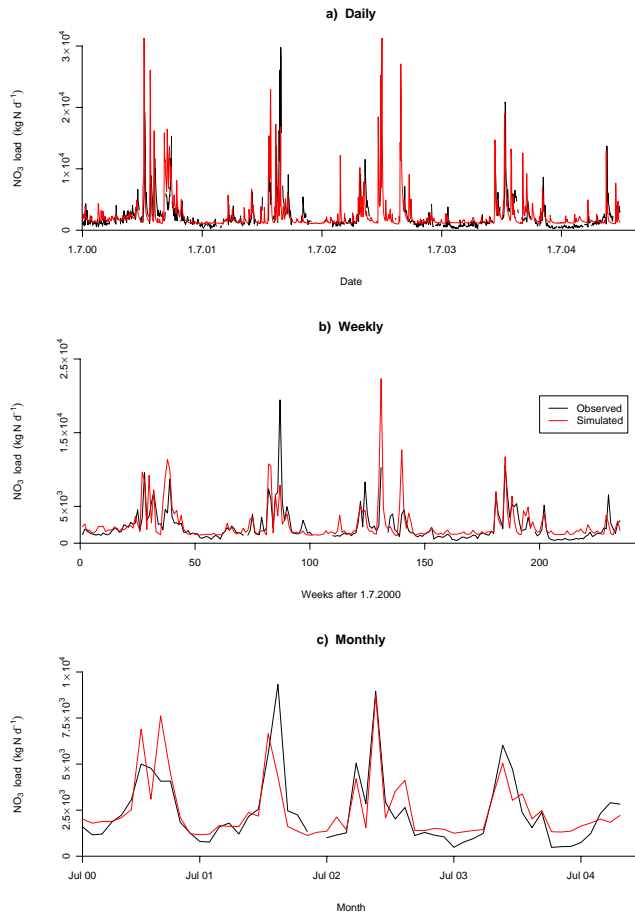 a) Daily
NO₃ load (kg N d⁻¹)
0
1×10⁴
2×10⁴
3×10⁴
1.7.00
1.7.01
1.7.02
1.7.03
1.7.04
Date
b) Weekly
NO₃ load (kg N d⁻¹)
0
5×10³
1.5×10⁴
2.5×10⁴
Observed
Simulated
0
50
100
150
200
Weeks after 1.7.2000
c) Monthly
NO₃ load (kg N d⁻¹)
0
2.5×10³
5×10³
7.5×10³
1×10⁴
Jul 00
Jul 01
Jul 02
Jul 03
Jul 04
Month